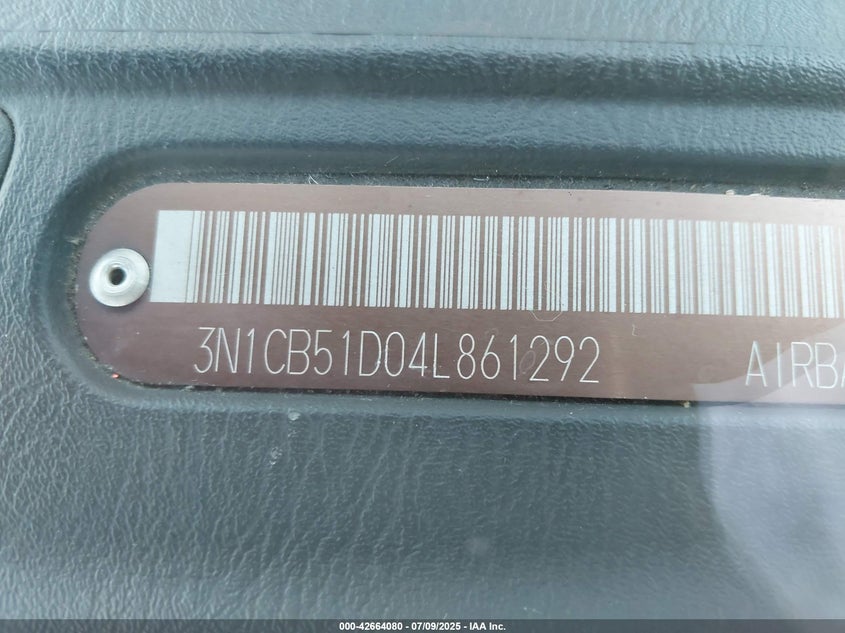 3N1CB51D04L861292 AIRBA
000-42664080 - 07/09/2025 - IAA Inc.